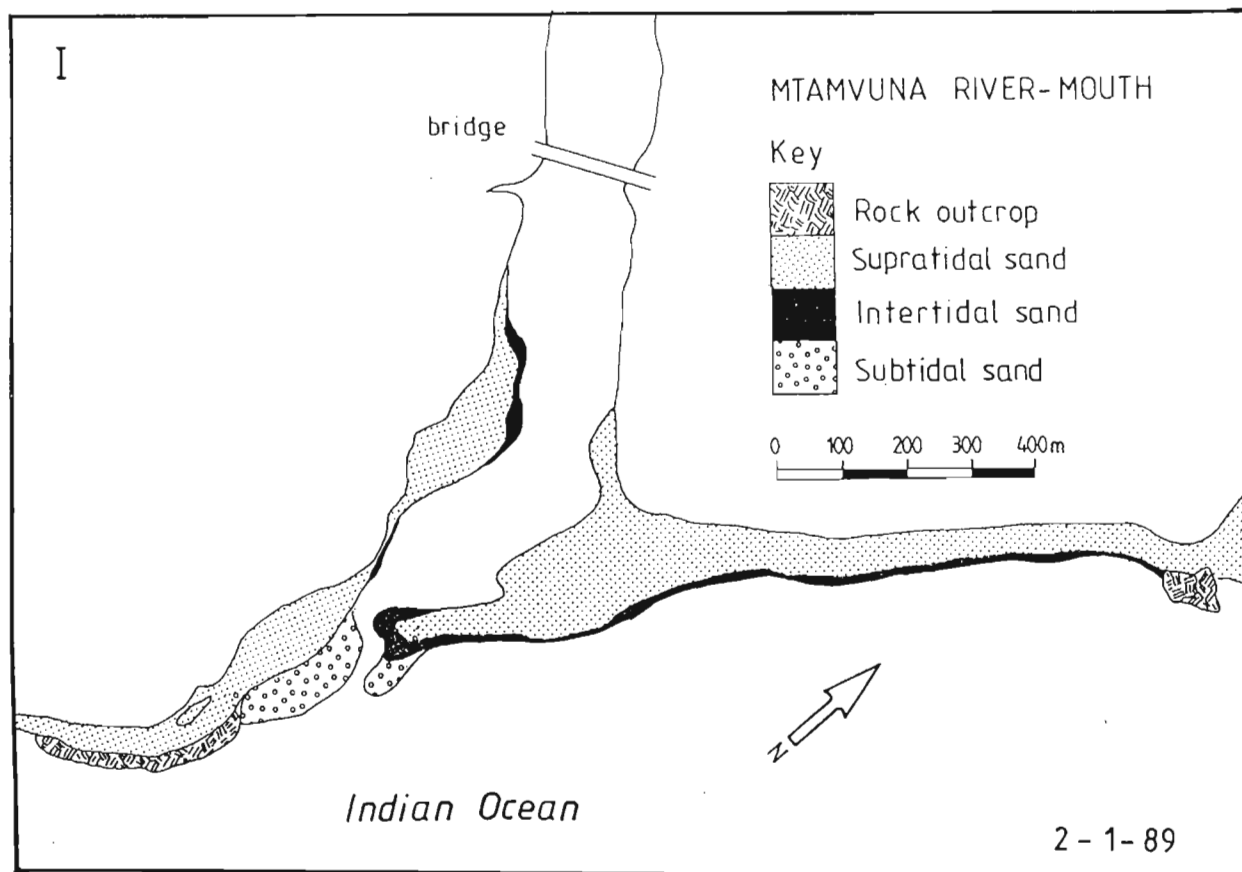 I
MTAMVUNA RIVER-MOUTH
bridge
Key
Rock outcrop
Supratidal sand
Intertidal sand
Subtidal sand
0 100 200 300 400m
N
Indian Ocean
2-1-89